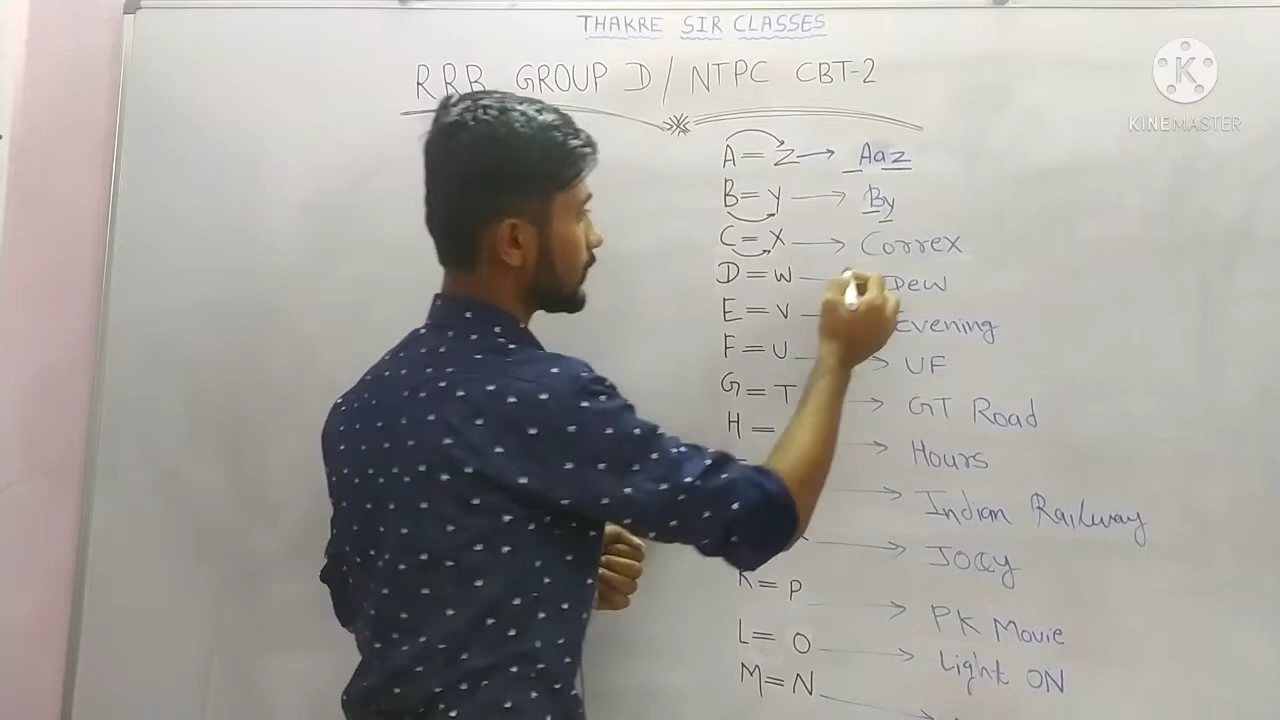 THAKRE SIR CLASSES
RRB GROUP D / NTPC CBT-2
K
KINEMASTER
A = Z → Aaz
B = Y → By
C = X → Correx
D = W Dew
E = V Evening
F = U → UF
G = T → GT Road
H = → Hours
→ Indian Railway
→ JOCky
K = P → PK Movie
L = O → Light ON
M = N